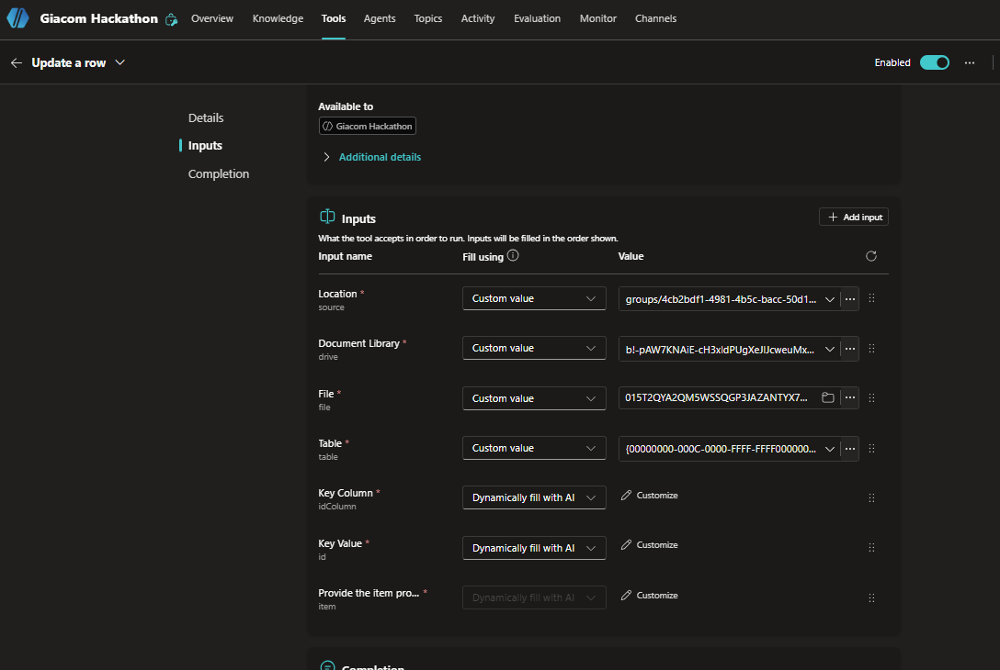 Giacom Hackathon Overview Knowledge Tools Agents Topics Activity Evaluation Monitor Channels
Update a row Enabled ...
Details
Inputs
Completion
Available to
Giacom Hackathon
Additional details
Inputs + Add input
What the tool accepts in order to run. Inputs will be filled in the order shown.
Input name Fill using Value
Location * Custom value groups/4cb2bdf1-4981-4b5c-bacc-50d1... ...
source
Document Library * Custom value b!-pAW7KNAiE-cH3xldPUgXeJIJcweuMx... ...
drive
File * Custom value 015T2QYA2QM5WSSQGP3JAZANTYX7... ...
file
Table * Custom value {00000000-000C-0000-FFFF-FFFF000000... ...
table
Key Column * Dynamically fill with AI Customize
idColumn
Key Value * Dynamically fill with AI Customize
id
Provide the item pro... * Dynamically fill with AI Customize
item
Completion